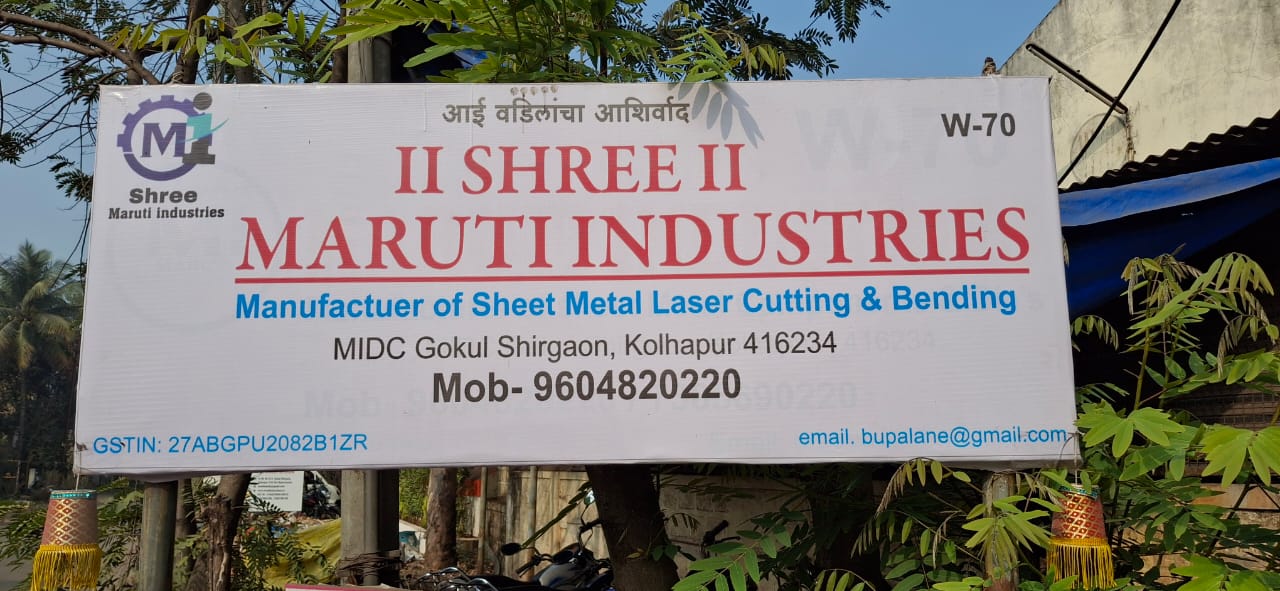 Mi
Shree
Maruti industries
आई वडिलांचा आशिर्वाद
W-70
II SHREE II
MARUTI INDUSTRIES
Manufactuer of Sheet Metal Laser Cutting & Bending
MIDC Gokul Shirgaon, Kolhapur 416234
Mob- 9604820220
GSTIN: 27ABGPU2082B1ZR
email. bupalane@gmail.com